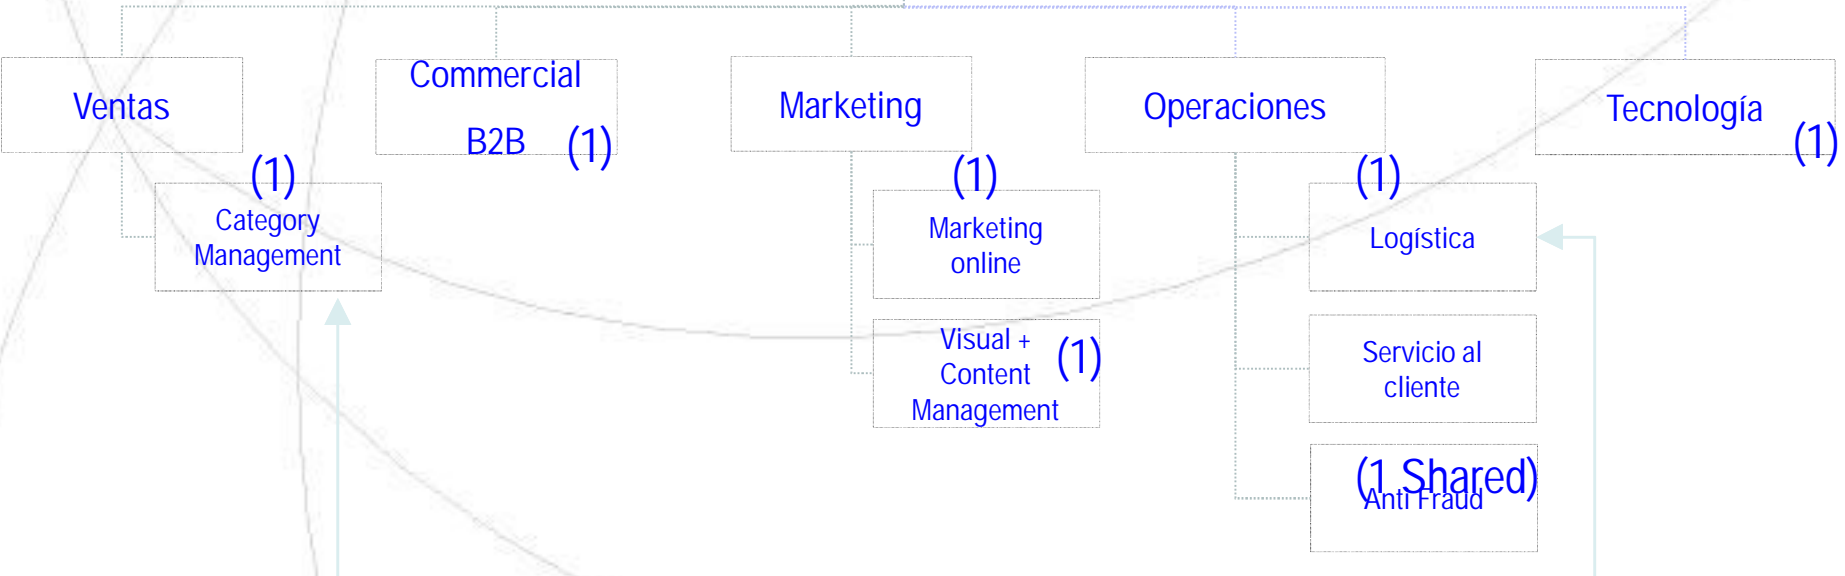 Ventas
Commercial
B2B
(1)
Marketing
Operaciones
Tecnología
(1)
(1)
Category
Management
(1)
Marketing
online
Visual +
Content
Management
(1)
(1)
Logística
Servicio al
cliente
(1 Shared)
Anti Fraud